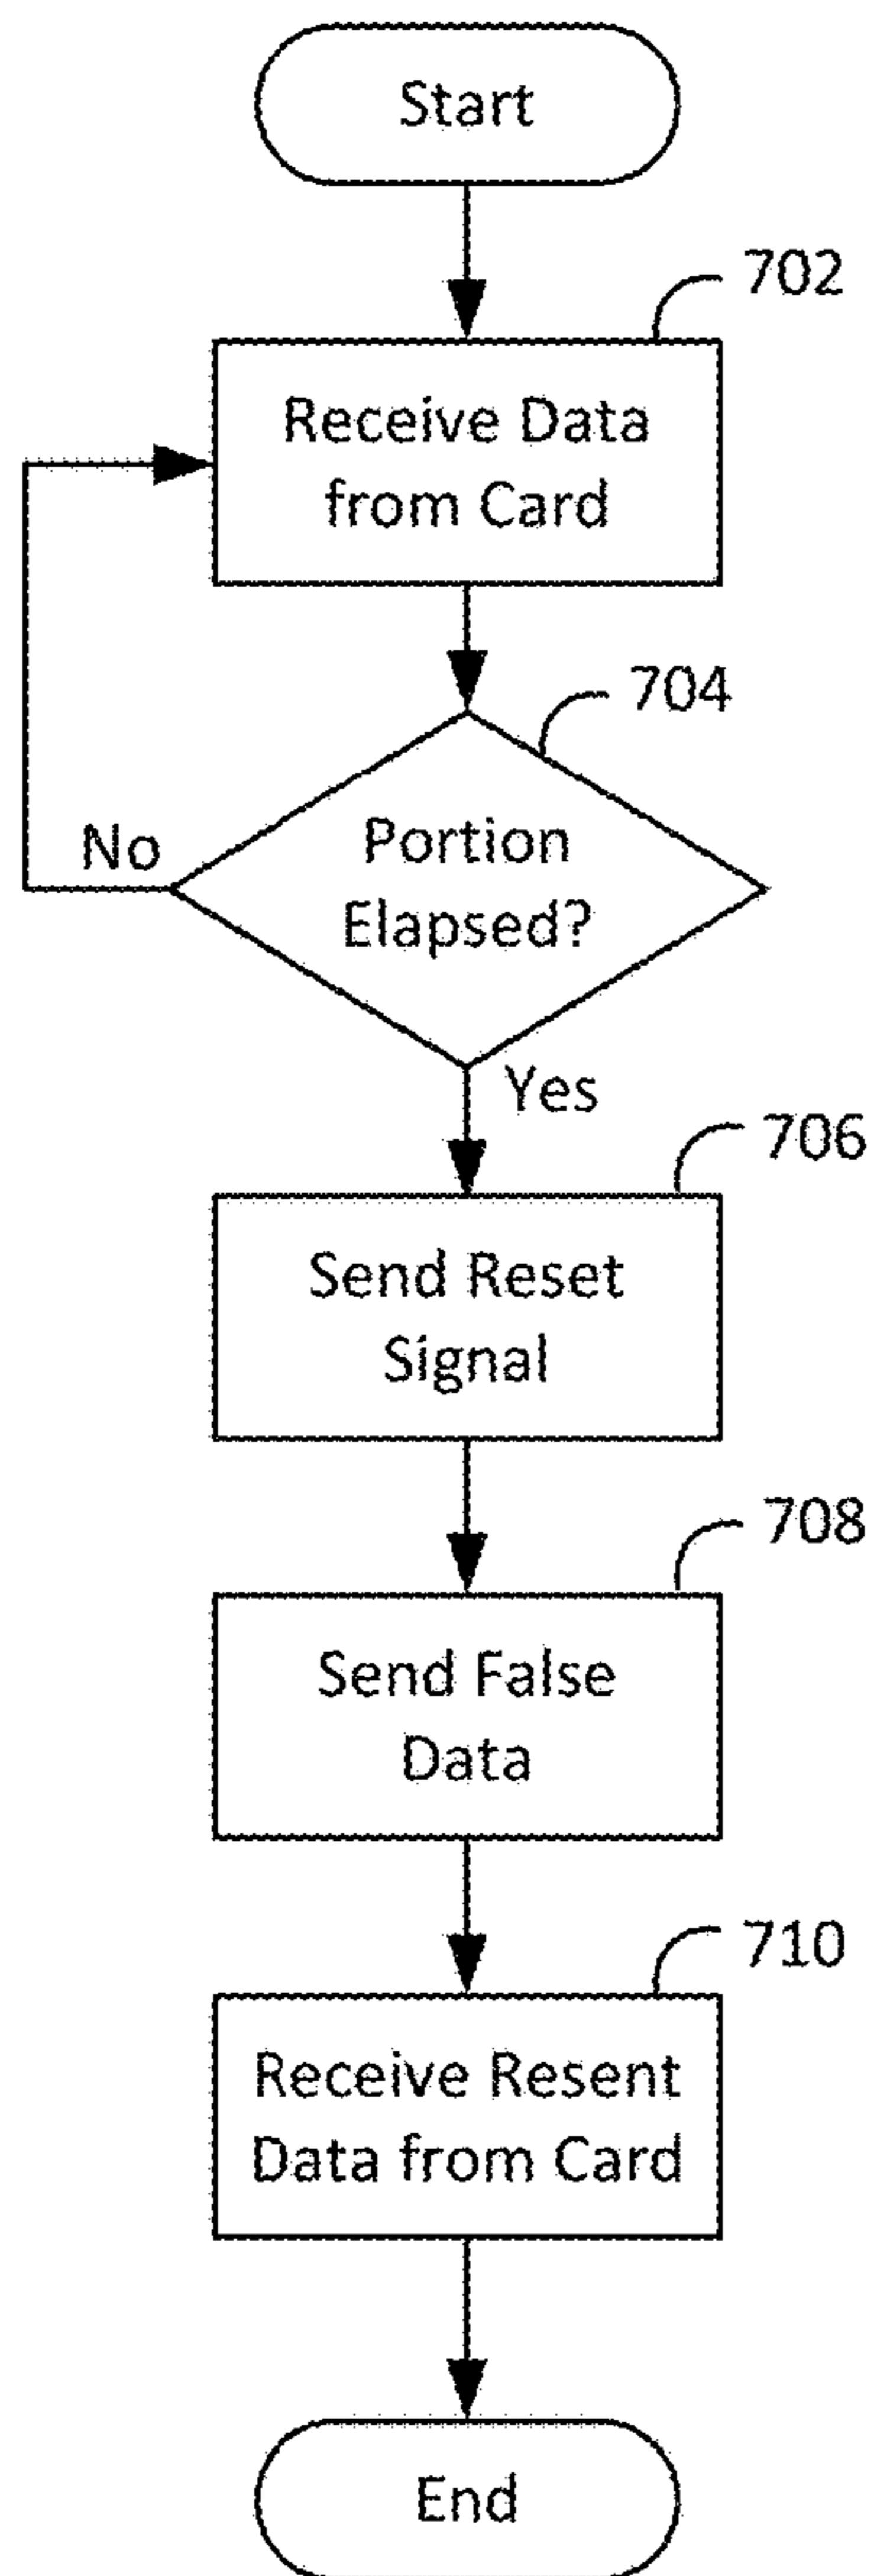 Start
702
Receive Data
from Card
704
Portion
Elapsed?
No
Yes
706
Send Reset
Signal
708
Send False
Data
710
Receive Resent
Data from Card
End